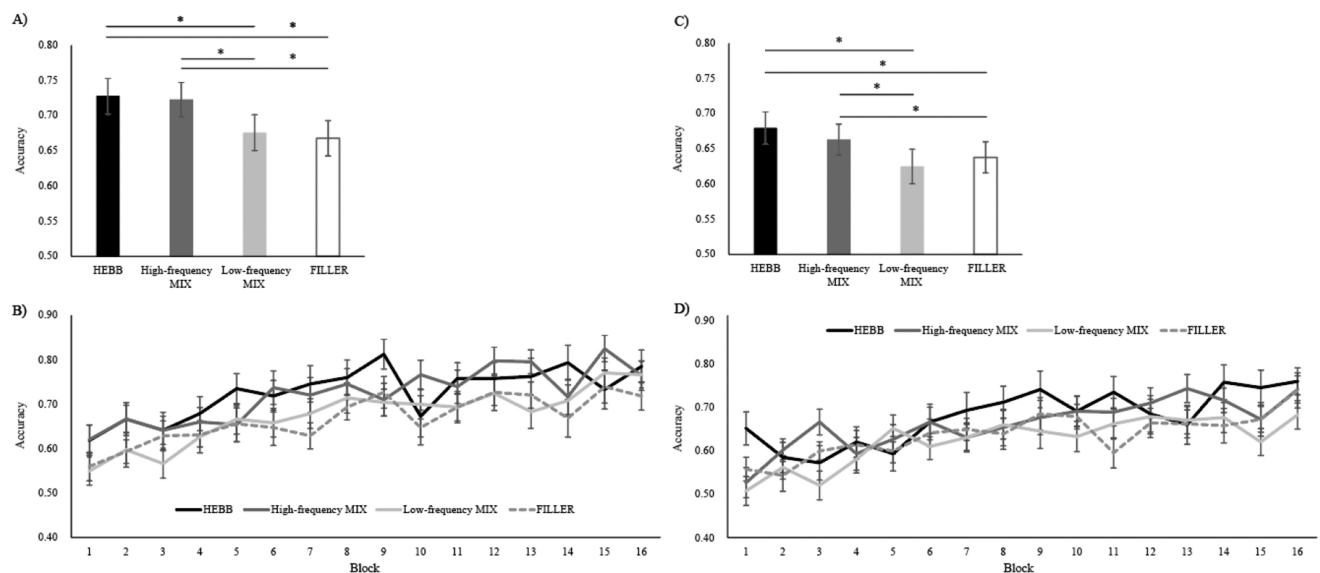 A)
*
*
*
*
0.80
0.75
0.70
0.65
0.60
0.55
0.50
Accuracy
HEBB
High-frequency MIX
Low-frequency MIX
FILLER
B)
0.90
0.80
0.70
0.60
0.50
0.40
Accuracy
HEBB High-frequency MIX Low-frequency MIX FILLER
1 2 3 4 5 6 7 8 9 10 11 12 13 14 15 16
Block
C)
*
*
*
*
0.80
0.75
0.70
0.65
0.60
0.55
0.50
Accuracy
HEBB
High-frequency MIX
Low-frequency MIX
FILLER
D)
HEBB High-frequency MIX Low-frequency MIX FILLER
0.90
0.80
0.70
0.60
0.50
0.40
Accuracy
1 2 3 4 5 6 7 8 9 10 11 12 13 14 15 16
Block